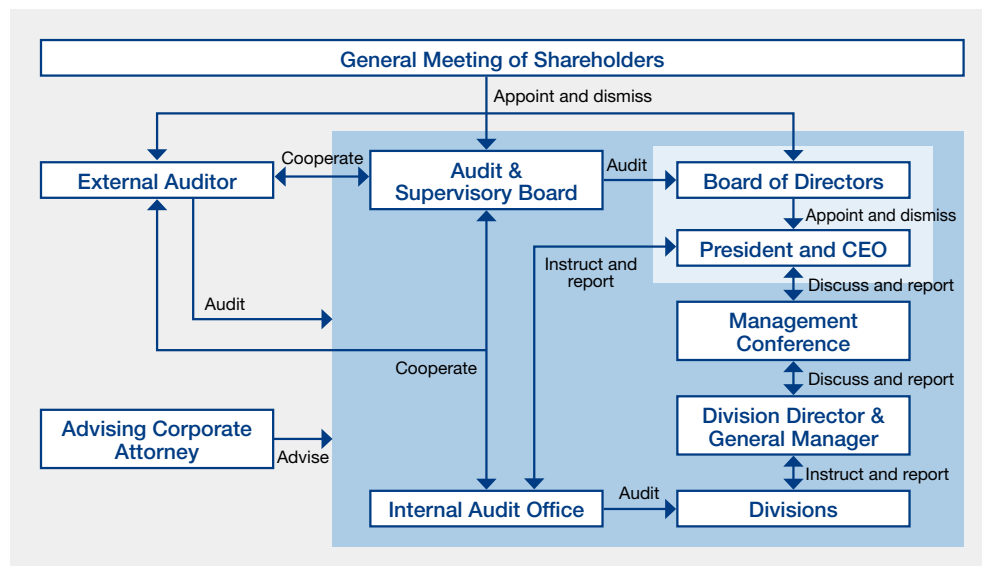 General Meeting of Shareholders
Appoint and dismiss
External Auditor
Cooperate
Audit &
Supervisory Board
Audit
Board of Directors
Appoint and dismiss
President and CEO
Instruct and
report
Discuss and report
Audit
Management
Conference
Cooperate
Discuss and report
Advising Corporate
Attorney
Advise
Division Director &
General Manager
Instruct and report
Internal Audit Office
Audit
Divisions